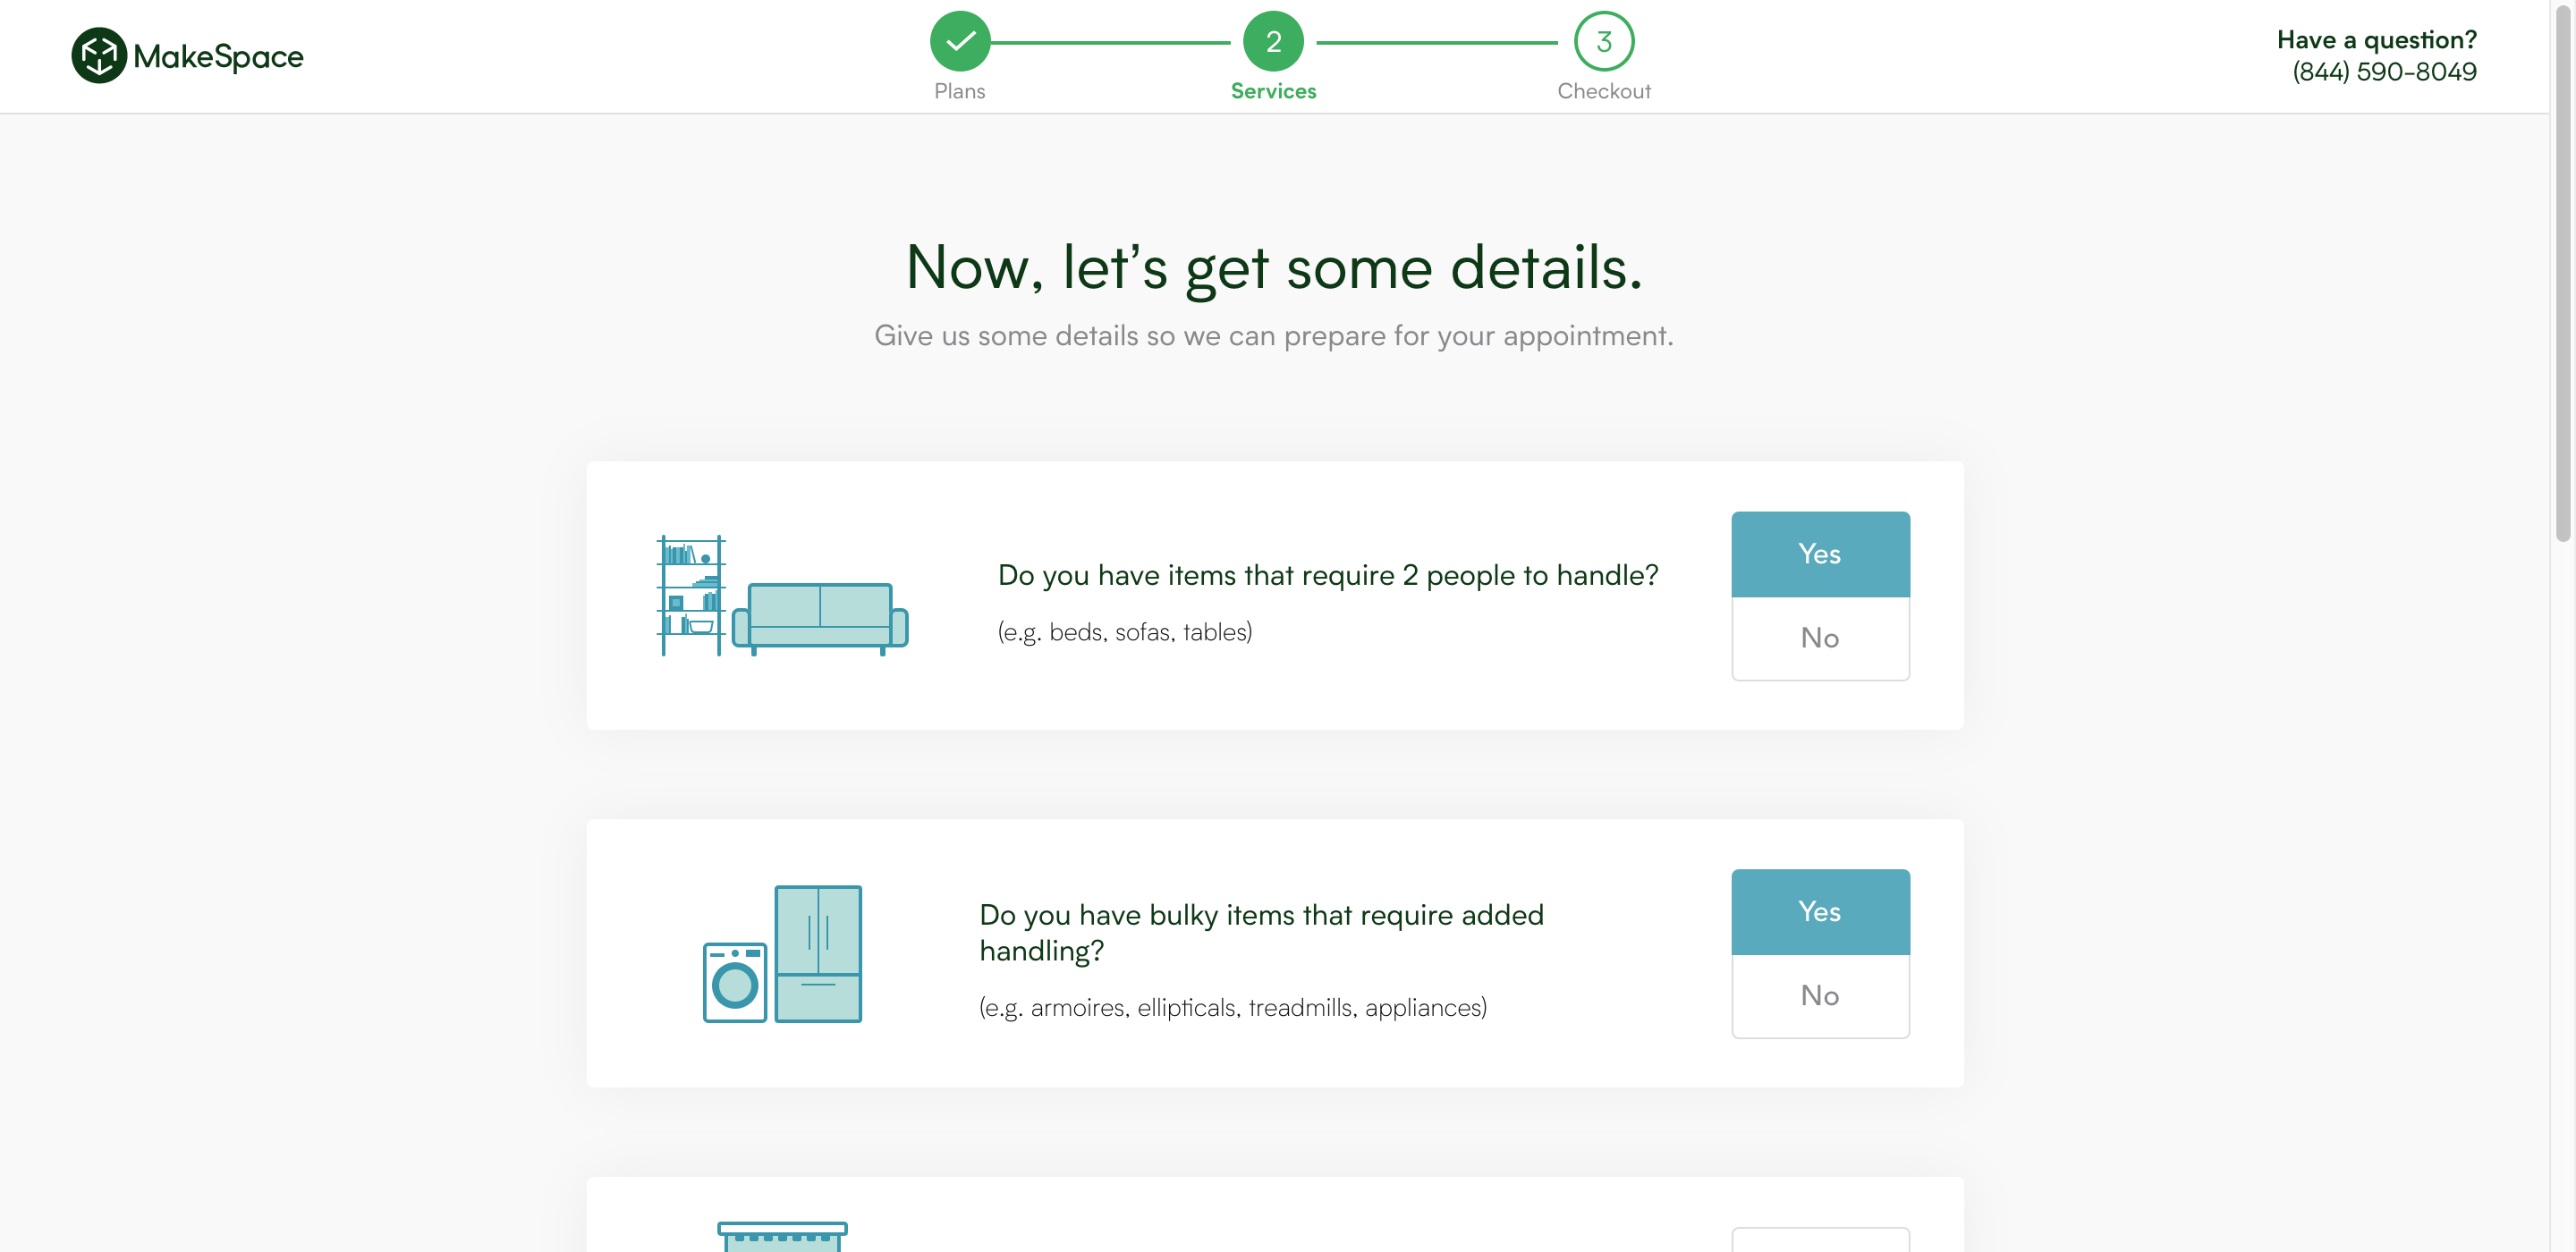 MakeSpace
Plans
2
Services
3
Checkout
Have a question?
(844) 590-8049
Now, let’s get some details.
Give us some details so we can prepare for your appointment.
Do you have items that require 2 people to handle?
(e.g. beds, sofas, tables)
Yes
No
Do you have bulky items that require added
handling?
(e.g. armoires, ellipticals, treadmills, appliances)
Yes
No